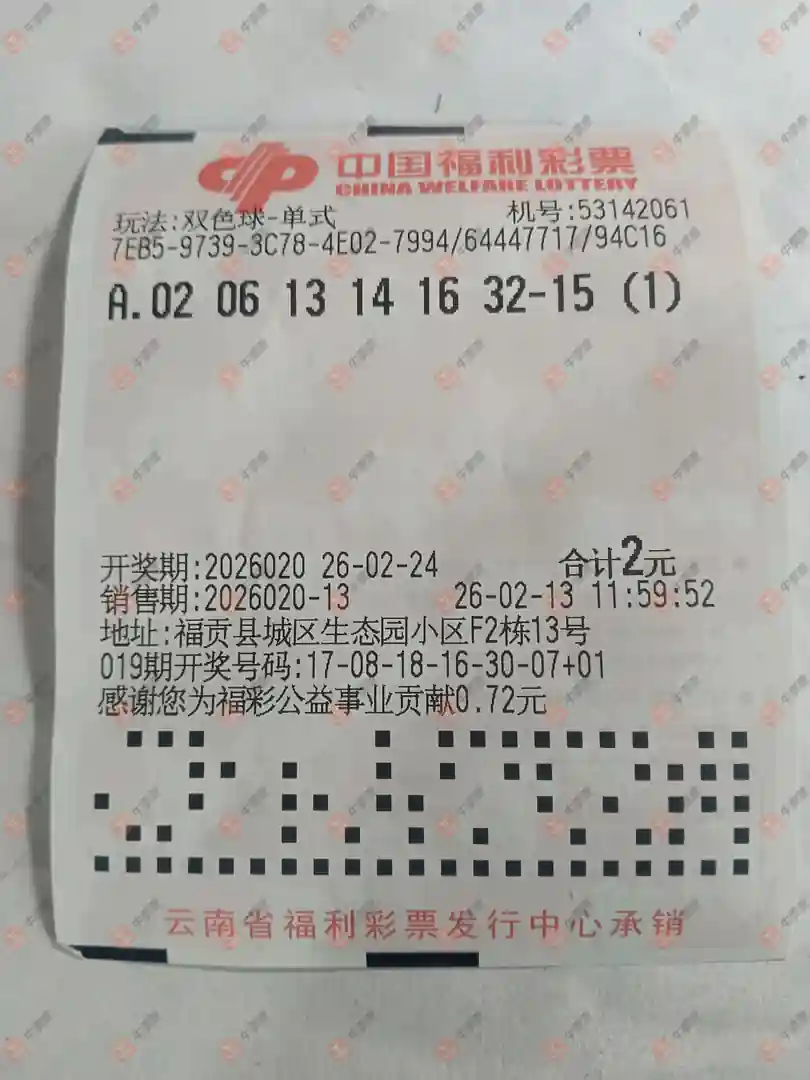 中国福利彩票
CHINA WELFARE LOTTERY
玩法:双色球-单式 机号:53142061
7EB5-9739-3C78-4E02-7994/64447717/94C16
A.02 06 13 14 16 32-15 (1)
开奖期:2026020 26-02-24 合计2元
销售期:2026020-13 26-02-13 11:59:52
地址:福贡县城区生态园小区F2栋13号
019期开奖号码:17-08-18-16-30-07+01
感谢您为福彩公益事业贡献0.72元
云南省福利彩票发行中心承销